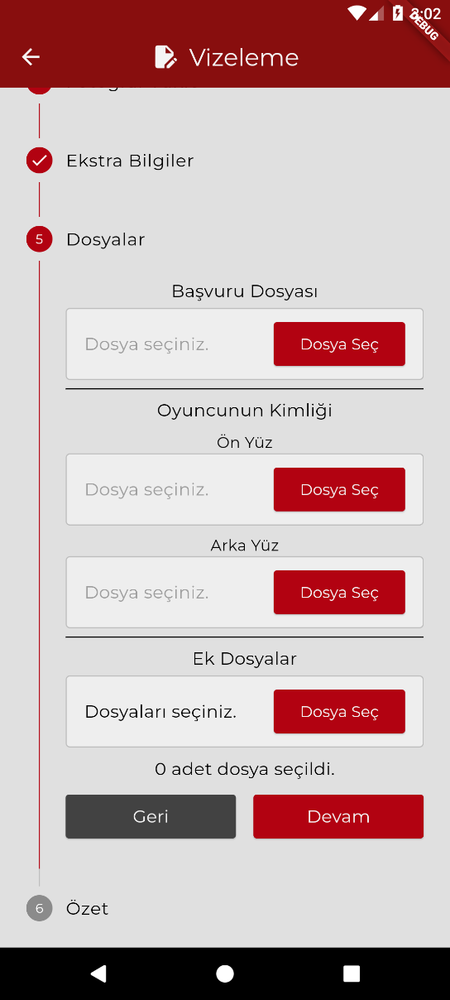 3:02
DEBUG
Vizeleme
Ekstra Bilgiler
5 Dosyalar
Başvuru Dosyası
Dosya seçiniz. Dosya Seç
Oyuncunun Kimliği
Ön Yüz
Dosya seçiniz. Dosya Seç
Arka Yüz
Dosya seçiniz. Dosya Seç
Ek Dosyalar
Dosyaları seçiniz. Dosya Seç
0 adet dosya seçildi.
Geri Devam
6 Özet